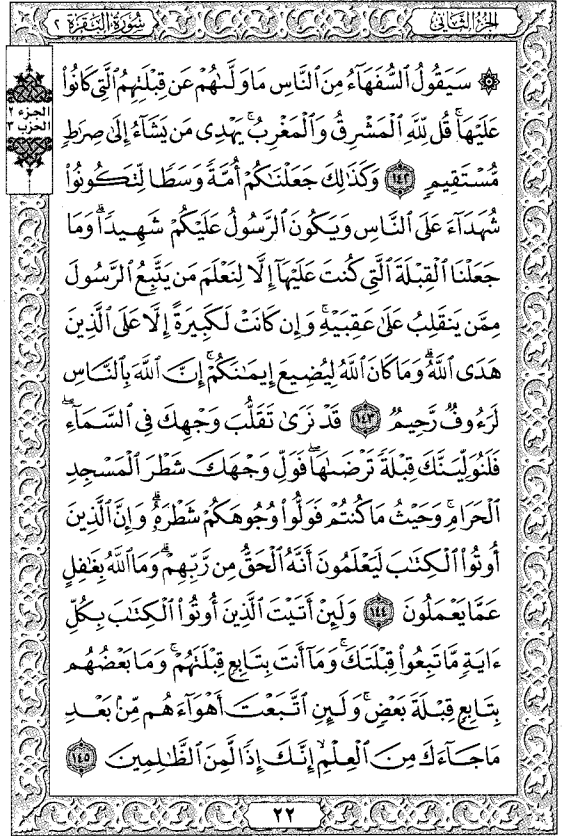 الجزء الثاني
سورة البقرة ٢
الجزء ٢
الحزب ٣
۞ سَيَقُولُ ٱلسُّفَهَآءُ مِنَ ٱلنَّاسِ مَا وَلَّىٰهُمْ عَن قِبْلَتِهِمُ ٱلَّتِى كَانُوا۟
عَلَيْهَا ۚ قُل لِّلَّهِ ٱلْمَشْرِقُ وَٱلْمَغْرِبُ ۚ يَهْدِى مَن يَشَآءُ إِلَىٰ صِرَٰطٍ
مُّسْتَقِيمٍ ١٤٢ وَكَذَٰلِكَ جَعَلْنَٰكُمْ أُمَّةً وَسَطًا لِّتَكُونُوا۟
شُهَدَآءَ عَلَى ٱلنَّاسِ وَيَكُونَ ٱلرَّسُولُ عَلَيْكُمْ شَهِيدًا ۗ وَمَا
جَعَلْنَا ٱلْقِبْلَةَ ٱلَّتِى كُنتَ عَلَيْهَآ إِلَّا لِنَعْلَمَ مَن يَتَّبِعُ ٱلرَّسُولَ
مِمَّن يَنقَلِبُ عَلَىٰ عَقِبَيْهِ ۚ وَإِن كَانَتْ لَكَبِيرَةً إِلَّا عَلَى ٱلَّذِينَ
هَدَى ٱللَّهُ ۗ وَمَا كَانَ ٱللَّهُ لِيُضِيعَ إِيمَٰنَكُمْ ۚ إِنَّ ٱللَّهَ بِٱلنَّاسِ
لَرَءُوفٌ رَّحِيمٌ ١٤٣ قَدْ نَرَىٰ تَقَلُّبَ وَجْهِكَ فِى ٱلسَّمَآءِ ۖ
فَلَنُوَلِّيَنَّكَ قِبْلَةً تَرْضَىٰهَا ۚ فَوَلِّ وَجْهَكَ شَطْرَ ٱلْمَسْجِدِ
ٱلْحَرَامِ ۚ وَحَيْثُ مَا كُنتُمْ فَوَلُّوا۟ وُجُوهَكُمْ شَطْرَهُۥ ۗ وَإِنَّ ٱلَّذِينَ
أُوتُوا۟ ٱلْكِتَٰبَ لَيَعْلَمُونَ أَنَّهُ ٱلْحَقُّ مِن رَّبِّهِمْ ۗ وَمَا ٱللَّهُ بِغَٰفِلٍ
عَمَّا يَعْمَلُونَ ١٤٤ وَلَئِنْ أَتَيْتَ ٱلَّذِينَ أُوتُوا۟ ٱلْكِتَٰبَ بِكُلِّ
ءَايَةٍ مَّا تَبِعُوا۟ قِبْلَتَكَ ۚ وَمَآ أَنتَ بِتَابِعٍ قِبْلَتَهُمْ ۚ وَمَا بَعْضُهُم
بِتَابِعٍ قِبْلَةَ بَعْضٍ ۚ وَلَئِنِ ٱتَّبَعْتَ أَهْوَآءَهُم مِّنۢ بَعْدِ
مَا جَآءَكَ مِنَ ٱلْعِلْمِ ۙ إِنَّكَ إِذًا لَّمِنَ ٱلظَّٰلِمِينَ ١٤٥
٢٢